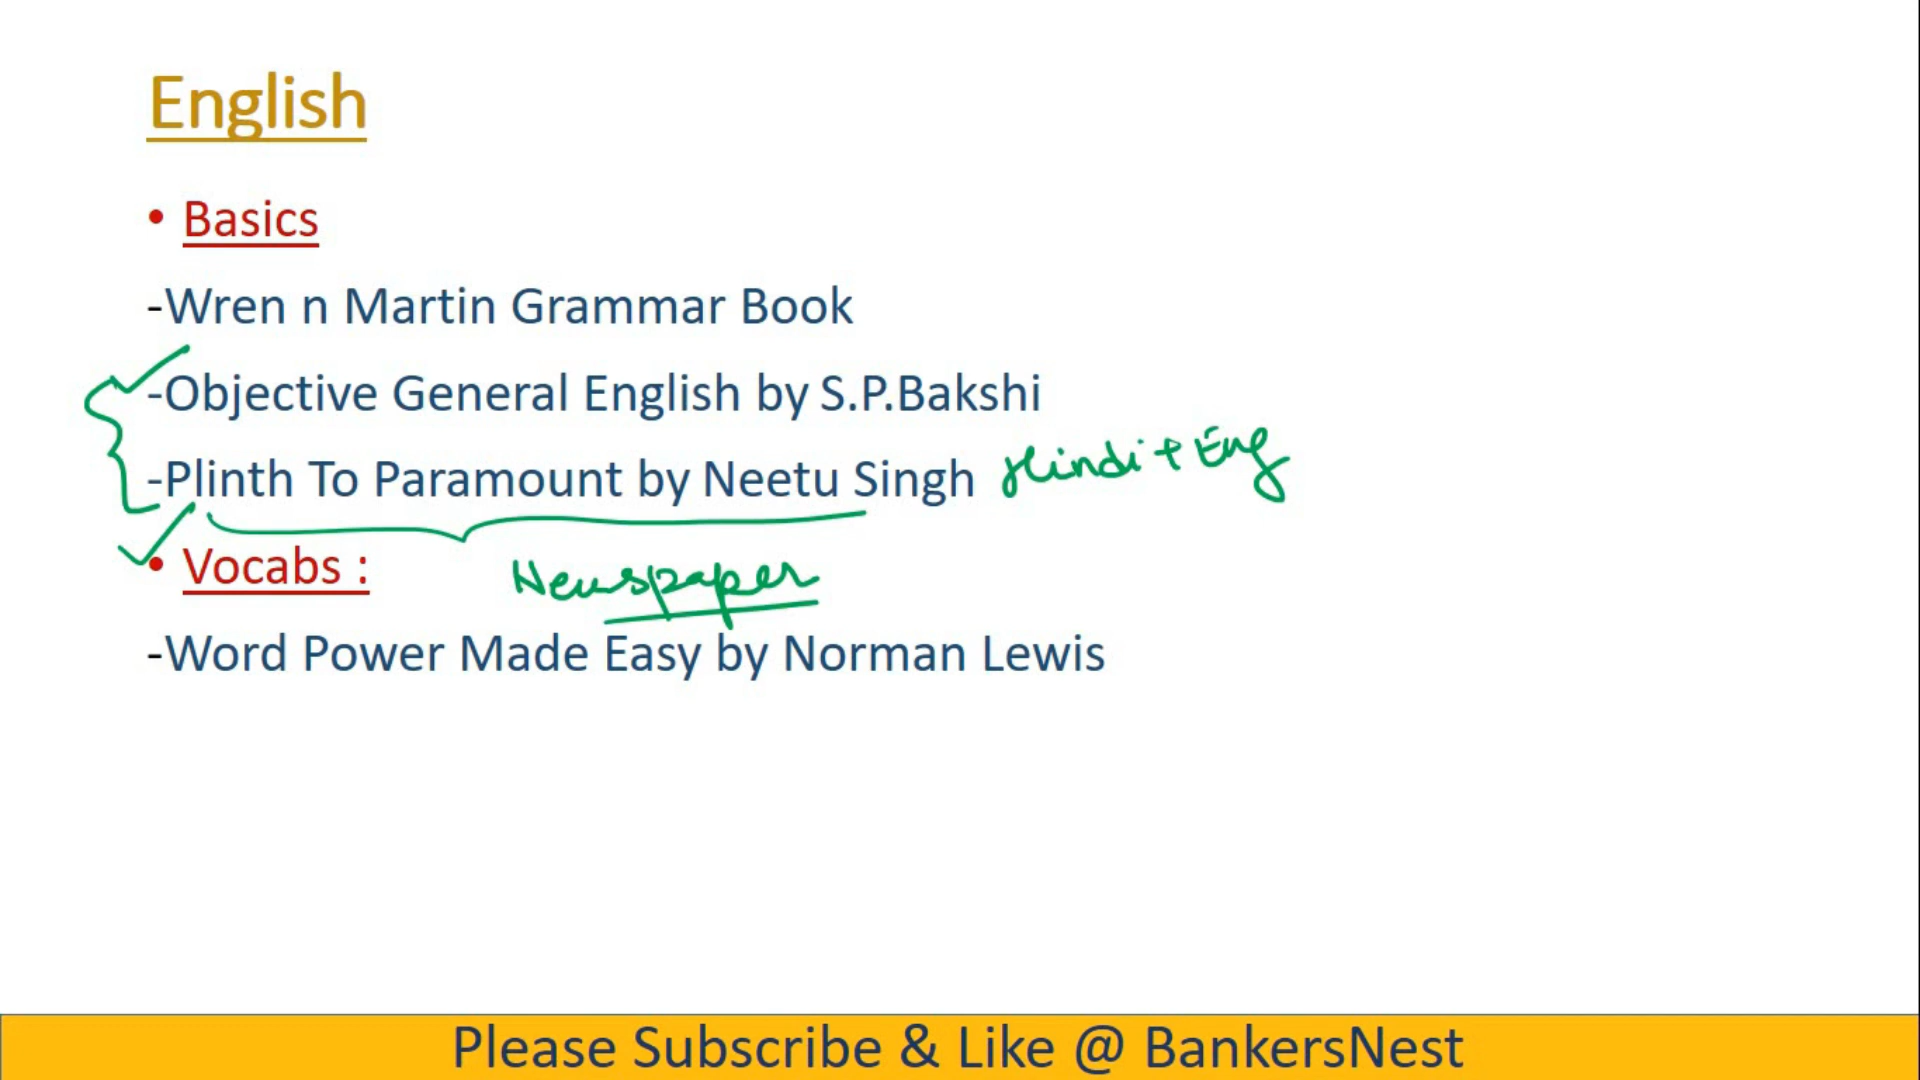 English
• Basics
-Wren n Martin Grammar Book
-Objective General English by S.P.Bakshi
-Plinth To Paramount by Neetu Singh Hindi + Eng
• Vocabs : Newspaper
-Word Power Made Easy by Norman Lewis
Please Subscribe & Like @ BankersNest